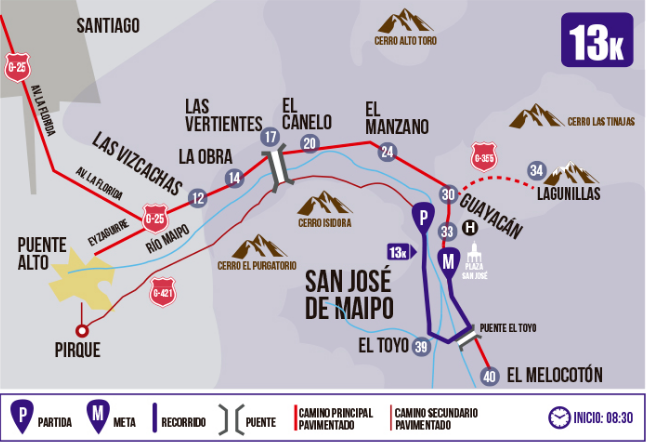 SANTIAGO
13K
CERRO ALTO TORO
G-25
AV. LA FLORIDA
LAS VERTIENTES
17
EL CANELO
20
EL MANZANO
24
CERRO LAS TINAJAS
G-355
34
LAGUNILLAS
LAS VIZCACHAS
LA OBRA
14
12
AV. LA FLORIDA
G-25
EYZAGUIRRE
RÍO MAIPO
30
GUAYACÁN
H
33
P
M
PLAZA
SAN JOSÉ
13K
CERRO ISIDORA
CERRO EL PURGATORIO
PUENTE
ALTO
G-421
PIRQUE
SAN JOSÉ
DE MAIPO
PUENTE EL TOYO
EL TOYO
39
40
EL MELOCOTÓN
P
PARTIDA
M
META
RECORRIDO
PUENTE
CAMINO PRINCIPAL
PAVIMENTADO
CAMINO SECUNDARIO
PAVIMENTADO
INICIO: 08:30